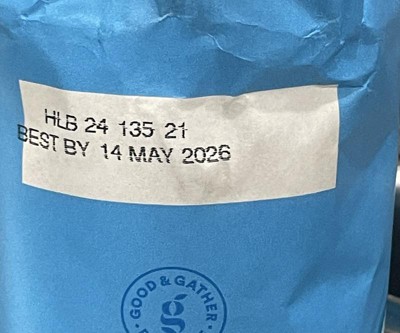 HLB 24 135 21
BEST BY 14 MAY 2026
GOOD & GATHER
g